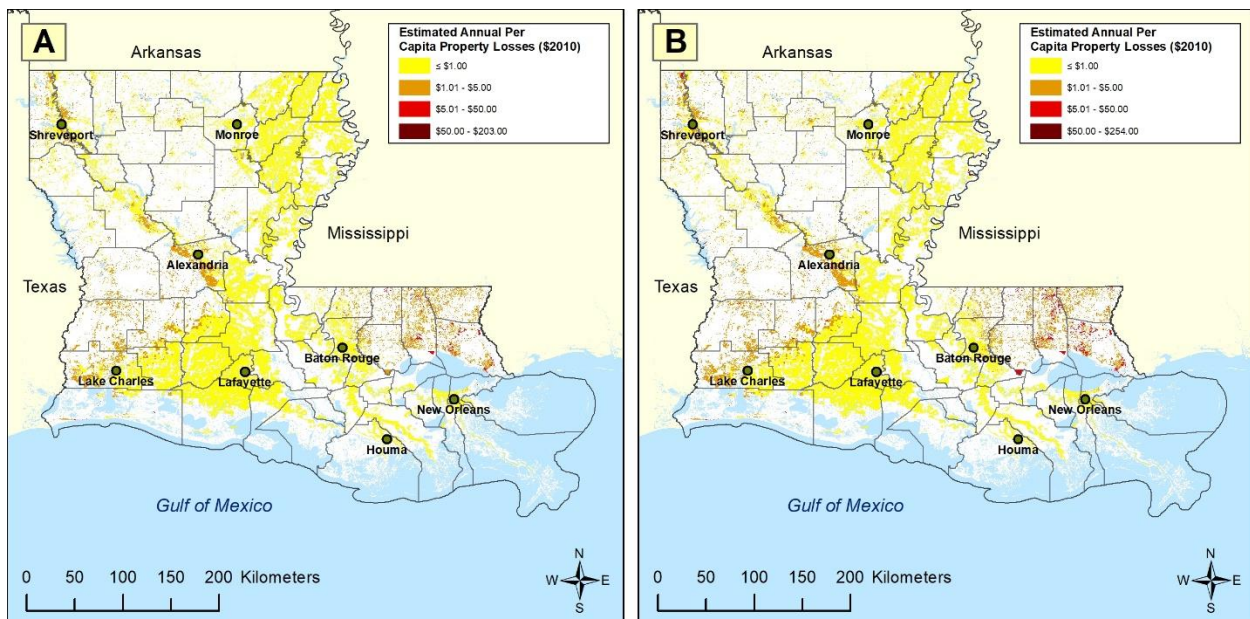 A
Arkansas
Estimated Annual Per
Capita Property Losses ($2010)
≤ $1.00
$1.01 - $5.00
$5.01 - $50.00
$50.00 - $203.00
Shreveport
Monroe
Mississippi
Alexandria
Texas
Baton Rouge
Lake Charles
Lafayette
New Orleans
Houma
Gulf of Mexico
0 50 100 150 200 Kilometers
N
W E
S
B
Arkansas
Estimated Annual Per
Capita Property Losses ($2010)
≤ $1.00
$1.01 - $5.00
$5.01 - $50.00
$50.00 - $254.00
Shreveport
Monroe
Mississippi
Alexandria
Texas
Baton Rouge
Lake Charles
Lafayette
New Orleans
Houma
Gulf of Mexico
0 50 100 150 200 Kilometers
N
W E
S